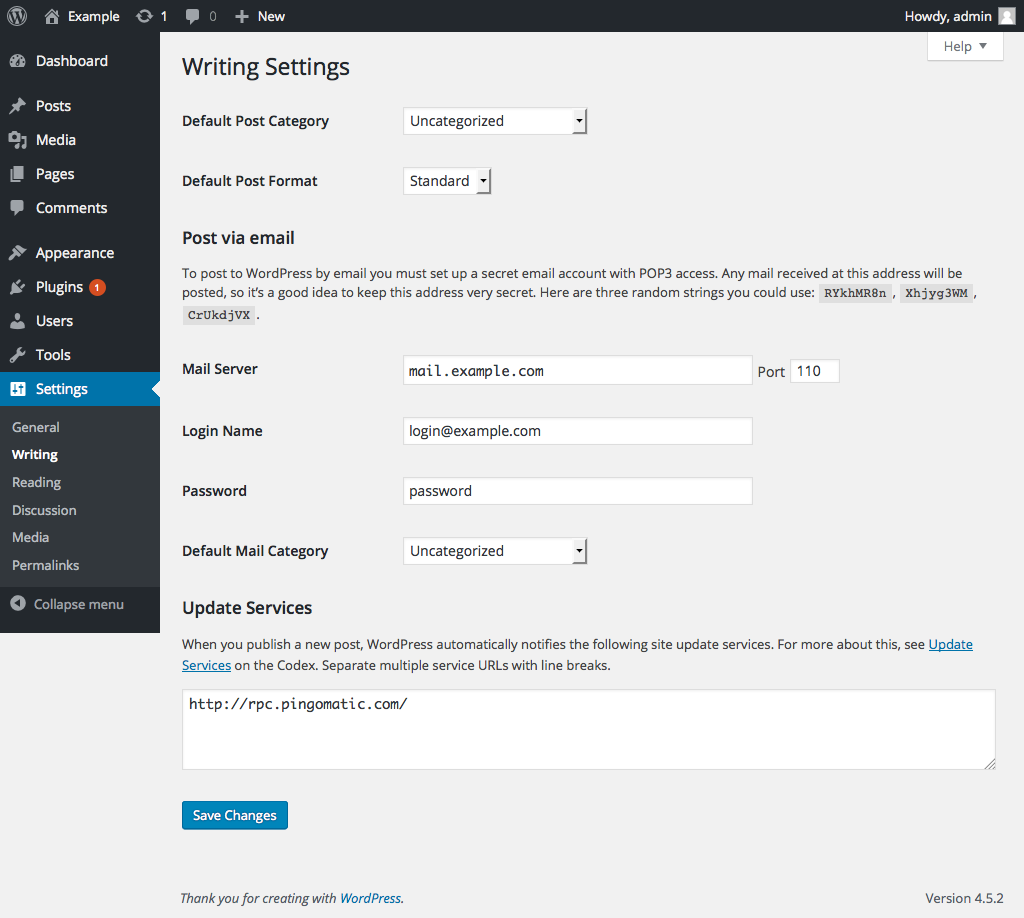 Example 1 0 New Howdy, admin
Help
Dashboard
Posts
Media
Pages
Comments
Appearance
Plugins 1
Users
Tools
Settings
General
Writing
Reading
Discussion
Media
Permalinks
Collapse menu
Writing Settings
Default Post Category Uncategorized
Default Post Format Standard
Post via email
To post to WordPress by email you must set up a secret email account with POP3 access. Any mail received at this address will be
posted, so it's a good idea to keep this address very secret. Here are three random strings you could use: RYkhMR8n , Xhjyg3WM ,
CrUkdjVX .
Mail Server mail.example.com Port 110
Login Name login@example.com
Password password
Default Mail Category Uncategorized
Update Services
When you publish a new post, WordPress automatically notifies the following site update services. For more about this, see Update
Services on the Codex. Separate multiple service URLs with line breaks.
http://rpc.pingomatic.com/
Save Changes
Thank you for creating with WordPress. Version 4.5.2